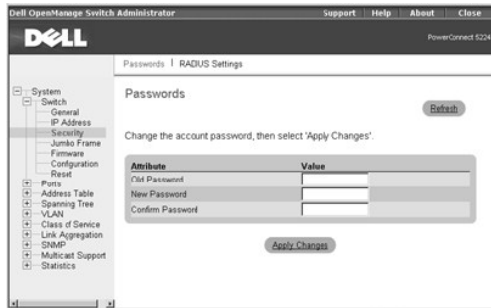 Dell OpenManage Switch Administrator
Support Help About Close
DELL
PowerConnect 5224
Passwords RADIUS Settings
System
Switch
General
IP Address
Security
Jumbo Frame
Firmware
Configuration
Reset
Ports
Address Table
Spanning Tree
VLAN
Class of Service
Link Aggregation
SNMP
Multicast Support
Statistics
Passwords
Refresh
Change the account password, then select 'Apply Changes'.
Attribute Value
Old Password
New Password
Confirm Password
Apply Changes